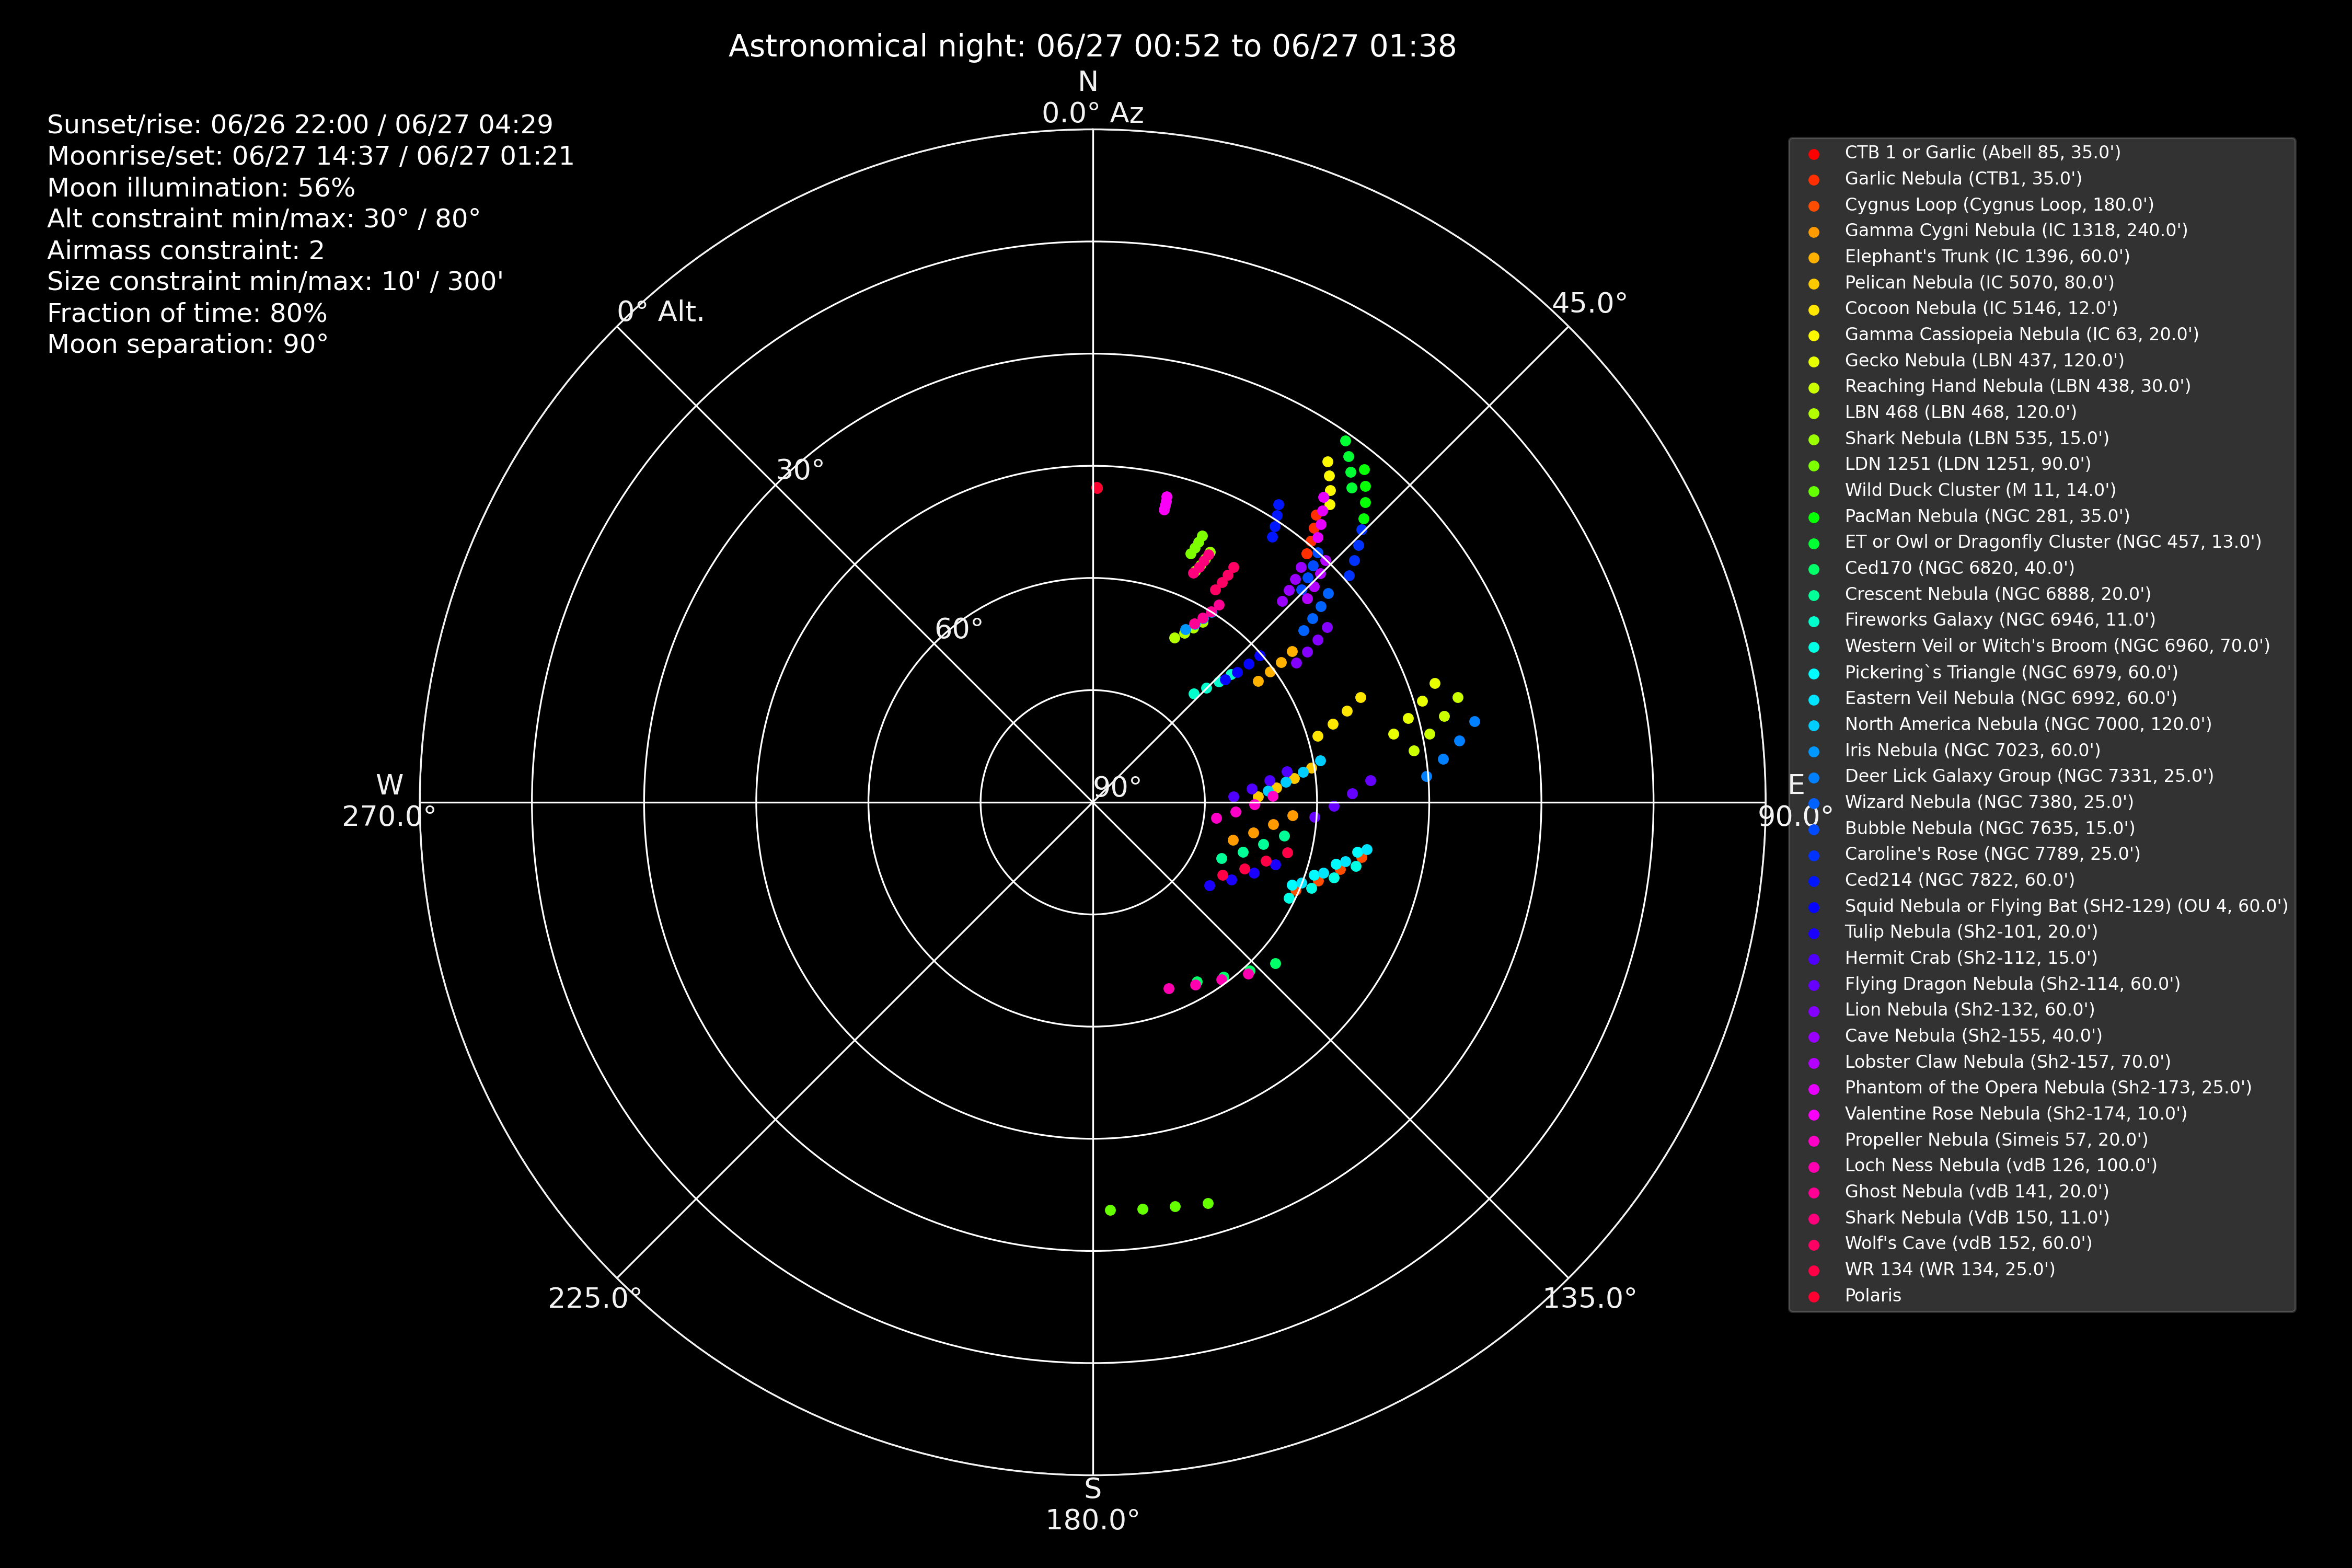 Astronomical night: 06/27 00:52 to 06/27 01:38
N
0.0° Az
Sunset/rise: 06/26 22:00 / 06/27 04:29
Moonrise/set: 06/27 14:37 / 06/27 01:21
Moon illumination: 56%
Alt constraint min/max: 30° / 80°
Airmass constraint: 2
Size constraint min/max: 10' / 300'
Fraction of time: 80%
Moon separation: 90°
0° Alt.
30°
60°
90°
45.0°
E
90.0°
135.0°
S
180.0°
225.0°
W
270.0°
CTB 1 or Garlic (Abell 85, 35.0')
Garlic Nebula (CTB1, 35.0')
Cygnus Loop (Cygnus Loop, 180.0')
Gamma Cygni Nebula (IC 1318, 240.0')
Elephant's Trunk (IC 1396, 60.0')
Pelican Nebula (IC 5070, 80.0')
Cocoon Nebula (IC 5146, 12.0')
Gamma Cassiopeia Nebula (IC 63, 20.0')
Gecko Nebula (LBN 437, 120.0')
Reaching Hand Nebula (LBN 438, 30.0')
LBN 468 (LBN 468, 120.0')
Shark Nebula (LBN 535, 15.0')
LDN 1251 (LDN 1251, 90.0')
Wild Duck Cluster (M 11, 14.0')
PacMan Nebula (NGC 281, 35.0')
ET or Owl or Dragonfly Cluster (NGC 457, 13.0')
Ced170 (NGC 6820, 40.0')
Crescent Nebula (NGC 6888, 20.0')
Fireworks Galaxy (NGC 6946, 11.0')
Western Veil or Witch's Broom (NGC 6960, 70.0')
Pickering`s Triangle (NGC 6979, 60.0')
Eastern Veil Nebula (NGC 6992, 60.0')
North America Nebula (NGC 7000, 120.0')
Iris Nebula (NGC 7023, 60.0')
Deer Lick Galaxy Group (NGC 7331, 25.0')
Wizard Nebula (NGC 7380, 25.0')
Bubble Nebula (NGC 7635, 15.0')
Caroline's Rose (NGC 7789, 25.0')
Ced214 (NGC 7822, 60.0')
Squid Nebula or Flying Bat (SH2-129) (OU 4, 60.0')
Tulip Nebula (Sh2-101, 20.0')
Hermit Crab (Sh2-112, 15.0')
Flying Dragon Nebula (Sh2-114, 60.0')
Lion Nebula (Sh2-132, 60.0')
Cave Nebula (Sh2-155, 40.0')
Lobster Claw Nebula (Sh2-157, 70.0')
Phantom of the Opera Nebula (Sh2-173, 25.0')
Valentine Rose Nebula (Sh2-174, 10.0')
Propeller Nebula (Simeis 57, 20.0')
Loch Ness Nebula (vdB 126, 100.0')
Ghost Nebula (vdB 141, 20.0')
Shark Nebula (VdB 150, 11.0')
Wolf's Cave (vdB 152, 60.0')
WR 134 (WR 134, 25.0')
Polaris